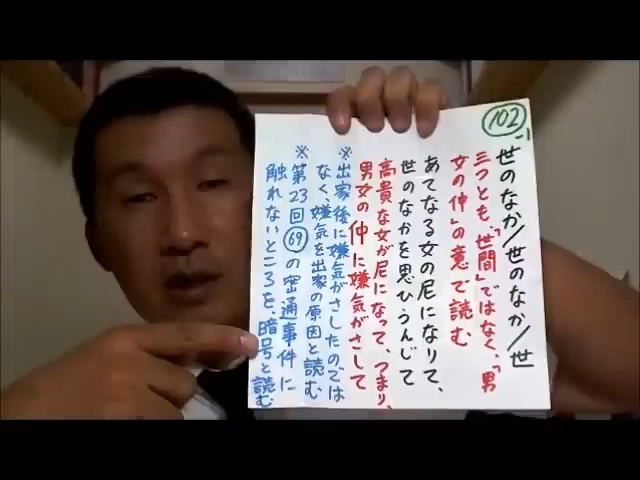 102-1
世のなか/世のなか/世
三つとも「世間」ではなく、「男
女の仲」の意で読む
あてなる女の尼になりて、
世のなかを思ひうんじて
高貴な女が尼になって、つまり、
男女の仲に嫌気がさして
※出家後に嫌気がさしたのでは
なく、嫌気を出家の原因と読む
※第23回69の密通事件に
触れないところを、暗号と読む